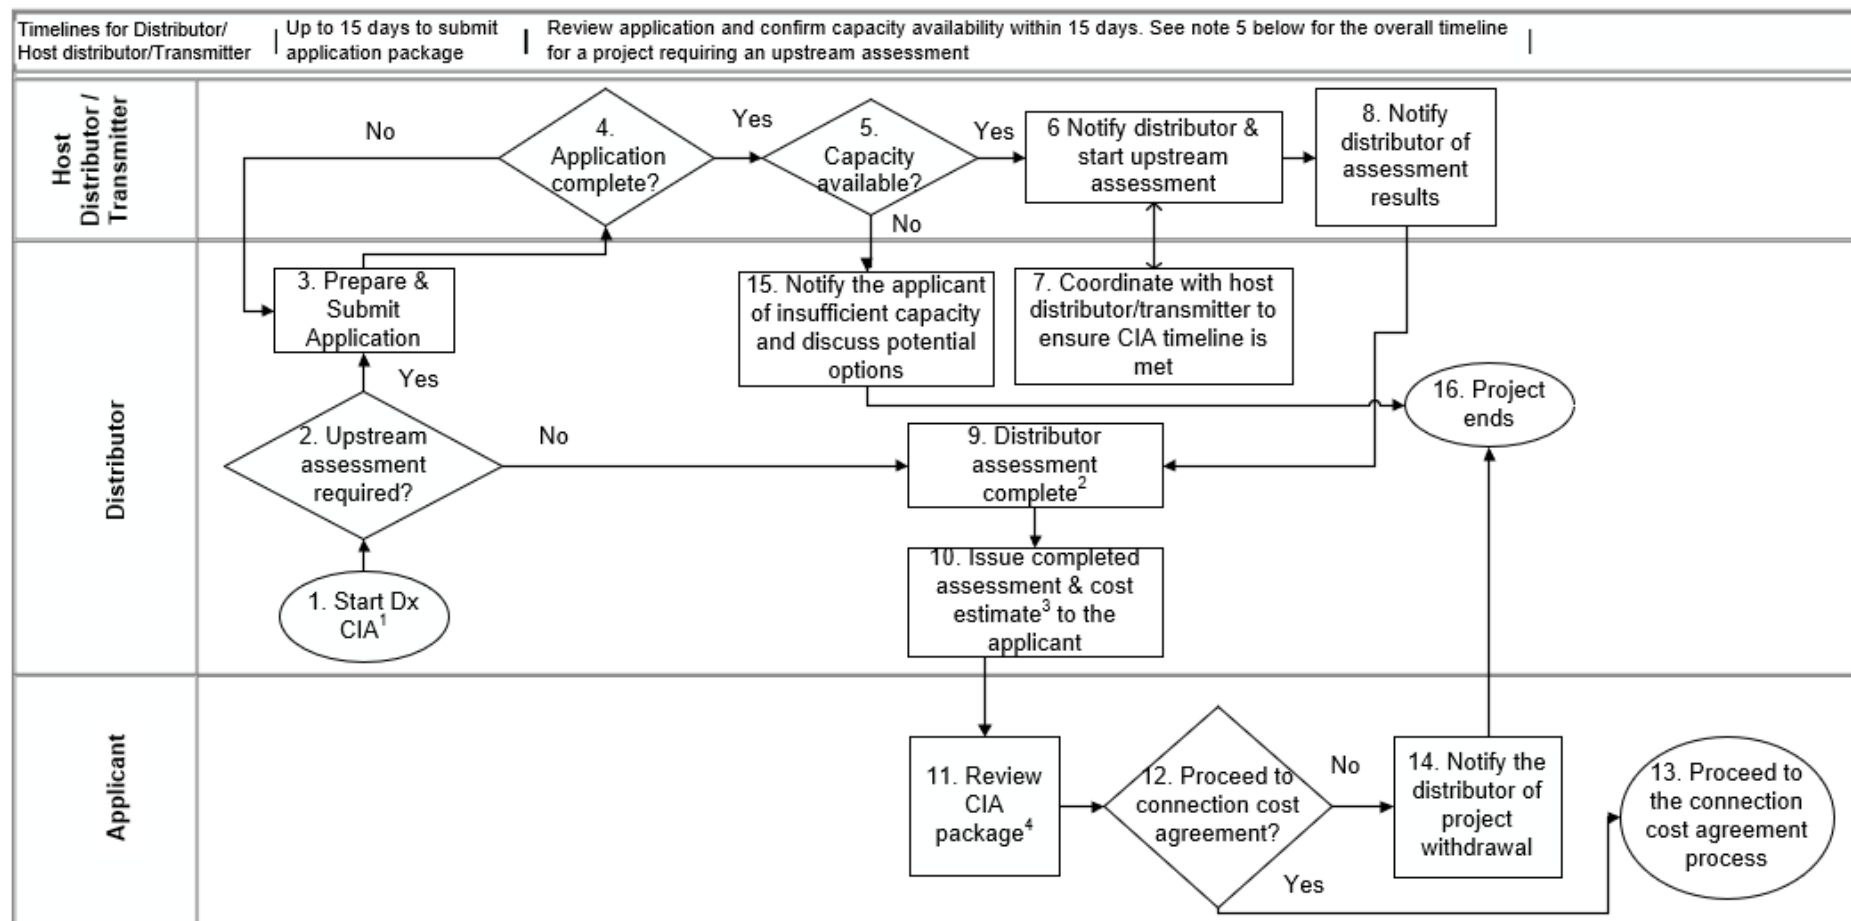 Timelines for Distributor/
Host distributor/Transmitter
Up to 15 days to submit
application package
Review application and confirm capacity availability within 15 days. See note 5 below for the overall timeline
for a project requiring an upstream assessment
Host
Distributor /
Transmitter
No
4.
Application
complete?
Yes
5.
Capacity
available?
Yes
No
6 Notify distributor &
start upstream
assessment
8. Notify
distributor of
assessment
results
Distributor
3. Prepare &
Submit
Application
15. Notify the applicant
of insufficient capacity
and discuss potential
options
7. Coordinate with host
distributor/transmitter to
ensure CIA timeline is
met
16. Project
ends
Yes
2. Upstream
assessment
required?
No
9. Distributor
assessment
complete²
1. Start Dx
CIA¹
10. Issue completed
assessment & cost
estimate³ to the
applicant
Applicant
11. Review
CIA
package⁴
12. Proceed to
connection cost
agreement?
No
Yes
14. Notify the
distributor of
project
withdrawal
13. Proceed to
the connection
cost agreement
process